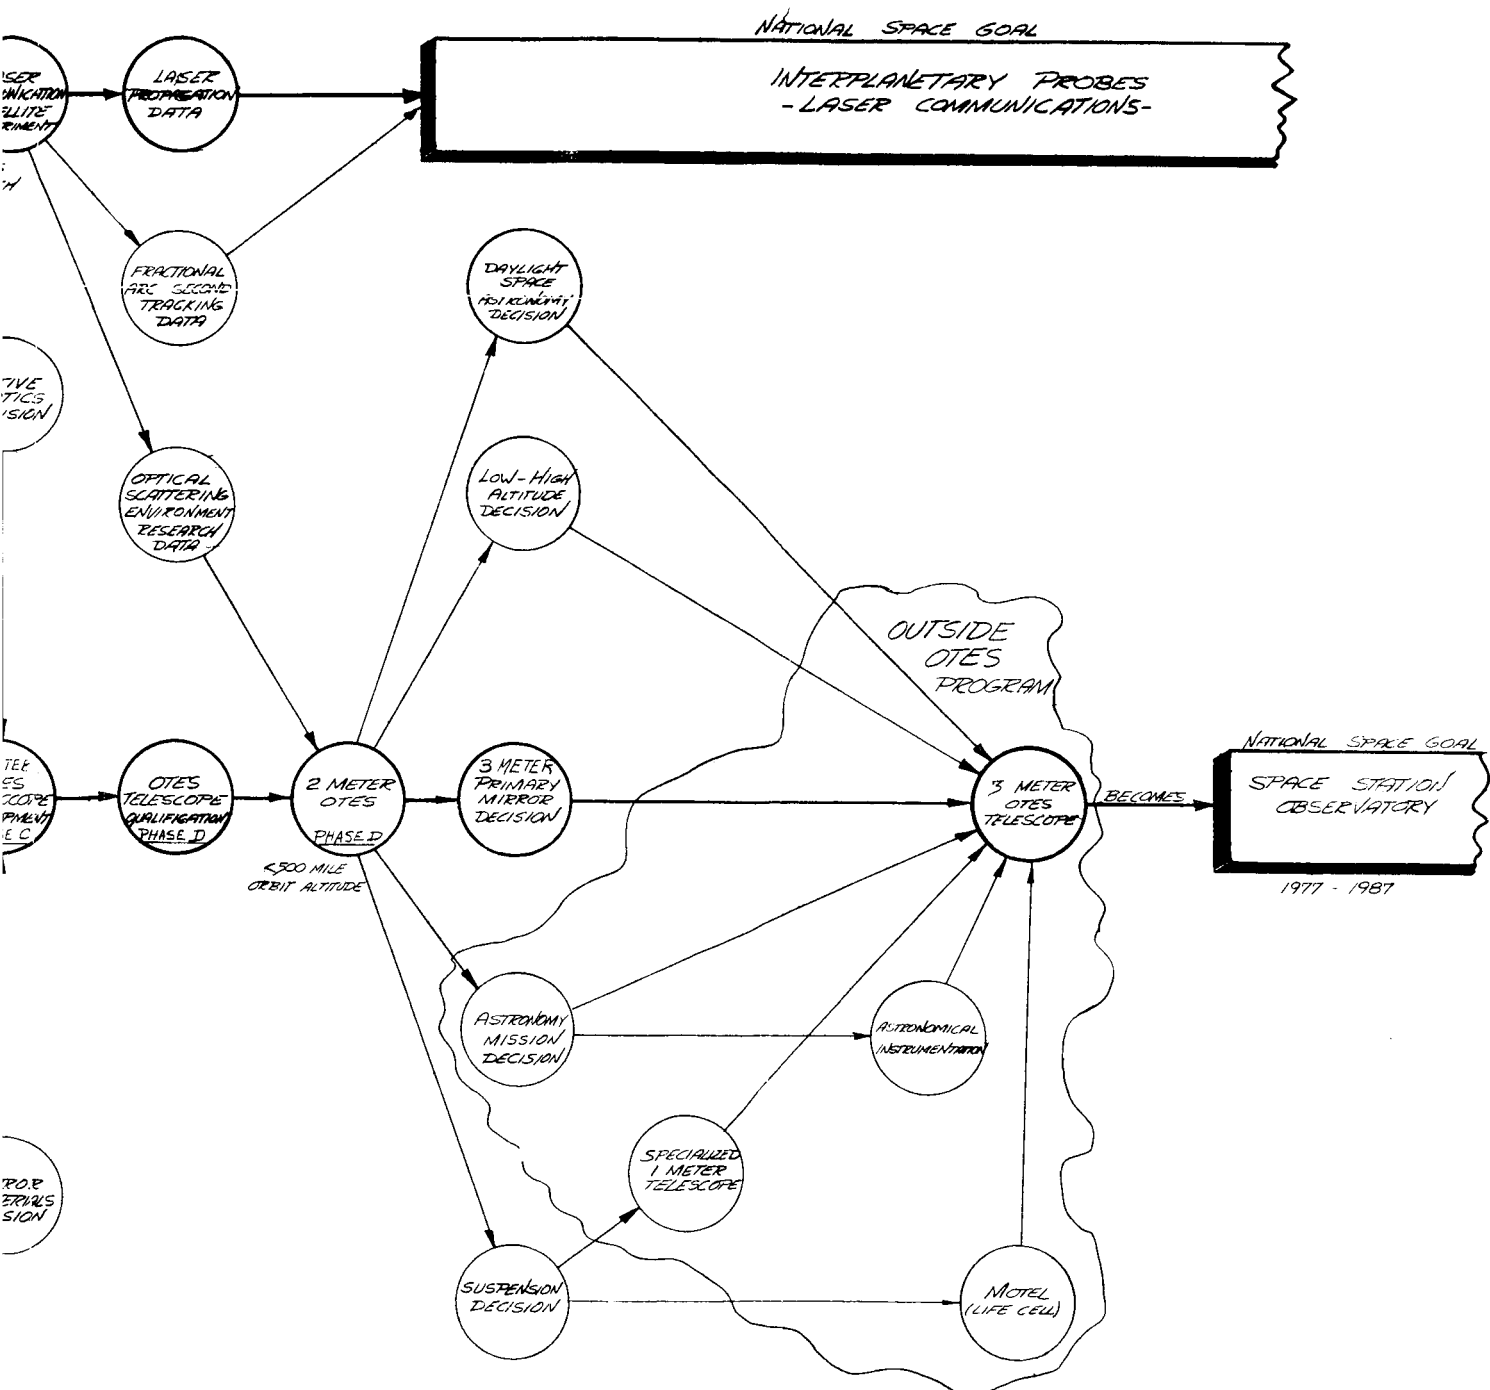 NATIONAL SPACE GOAL
INTERPLANETARY PROBES
-LASER COMMUNICATIONS-
LASER
PROPAGATION
DATA
FRACTIONAL
ARC SECOND
TRACKING
DATA
DAYLIGHT
SPACE
ASTRONOMY
DECISION
OPTICAL
SCATTERING
ENVIRONMENT
RESEARCH
DATA
LOW-HIGH
ALTITUDE
DECISION
OUTSIDE
OTES
PROGRAM
OTES
TELESCOPE
QUALIFICATION
PHASE D
2 METER
OTES
PHASE D
<500 MILE
ORBIT ALTITUDE
3 METER
PRIMARY
MIRROR
DECISION
3 METER
OTES
TELESCOPE
BECOMES
NATIONAL SPACE GOAL
SPACE STATION
OBSERVATORY
1977 - 1987
ASTRONOMY
MISSION
DECISION
ASTRONOMICAL
INSTRUMENTATION
SPECIALIZED
1 METER
TELESCOPE
SUSPENSION
DECISION
MOTEL
(LIFE CELL)